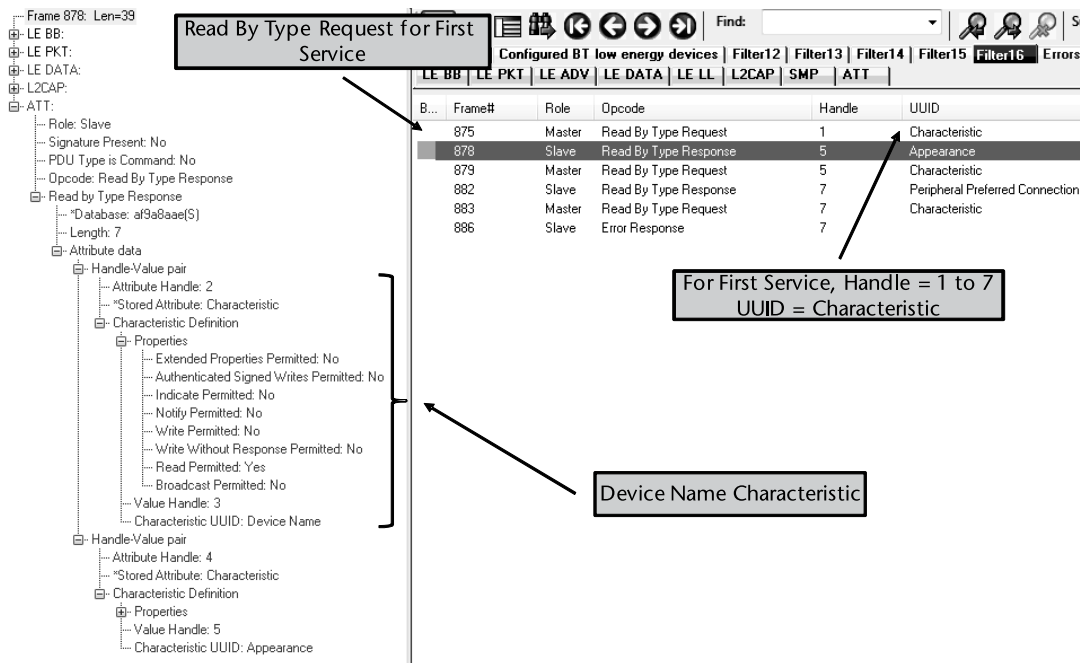 Frame 878: Len=39
LE BB:
LE PKT:
LE DATA:
L2CAP:
ATT:
Role: Slave
Signature Present: No
PDU Type is Command: No
Opcode: Read By Type Response
Read by Type Response
*Database: af9a8aae(S)
Length: 7
Attribute data
Handle-Value pair
Attribute Handle: 2
*Stored Attribute: Characteristic
Characteristic Definition
Properties
Extended Properties Permitted: No
Authenticated Signed Writes Permitted: No
Indicate Permitted: No
Notify Permitted: No
Write Permitted: No
Write Without Response Permitted: No
Read Permitted: Yes
Broadcast Permitted: No
Value Handle: 3
Characteristic UUID: Device Name
Handle-Value pair
Attribute Handle: 4
*Stored Attribute: Characteristic
Characteristic Definition
Properties
Value Handle: 5
Characteristic UUID: Appearance
Read By Type Request for First
Service
Find:
Configured BT low energy devices Filter12 Filter13 Filter14 Filter15 Filter16 Errors
LE BB LE PKT LE ADV LE DATA LE LL L2CAP SMP ATT
B... Frame# Role Opcode Handle UUID
875 Master Read By Type Request 1 Characteristic
878 Slave Read By Type Response 5 Appearance
879 Master Read By Type Request 5 Characteristic
882 Slave Read By Type Response 7 Peripheral Preferred Connection
883 Master Read By Type Request 7 Characteristic
886 Slave Error Response 7
For First Service, Handle = 1 to 7
UUID = Characteristic
Device Name Characteristic